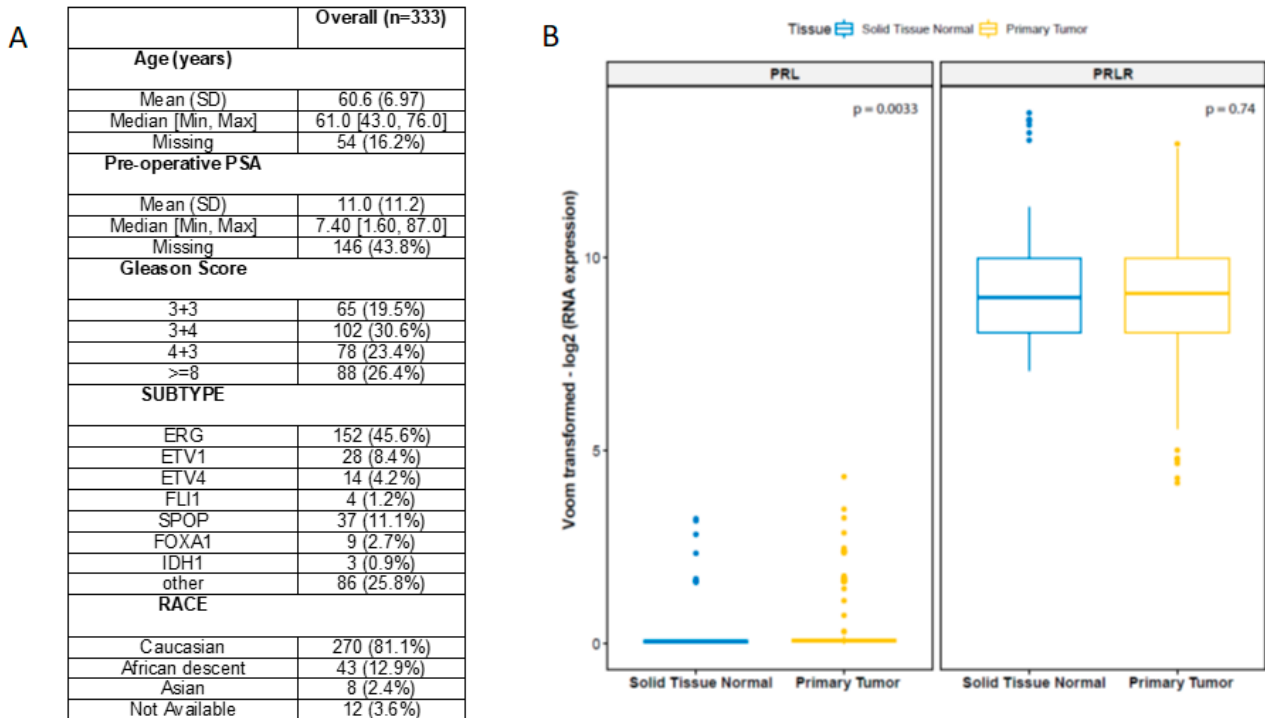 A
Overall (n=333)
Age (years)
Mean (SD) 60.6 (6.97)
Median [Min, Max] 61.0 [43.0, 76.0]
Missing 54 (16.2%)
Pre-operative PSA
Mean (SD) 11.0 (11.2)
Median [Min, Max] 7.40 [1.60, 87.0]
Missing 146 (43.8%)
Gleason Score
3+3 65 (19.5%)
3+4 102 (30.6%)
4+3 78 (23.4%)
>=8 88 (26.4%)
SUBTYPE
ERG 152 (45.6%)
ETV1 28 (8.4%)
ETV4 14 (4.2%)
FLI1 4 (1.2%)
SPOP 37 (11.1%)
FOXA1 9 (2.7%)
IDH1 3 (0.9%)
other 86 (25.8%)
RACE
Caucasian 270 (81.1%)
African descent 43 (12.9%)
Asian 8 (2.4%)
Not Available 12 (3.6%)
B
Tissue Solid Tissue Normal Primary Tumor
PRL PRLR
p = 0.0033 p = 0.74
Voom transformed - log2 (RNA expression)
10
5
0
Solid Tissue Normal Primary Tumor Solid Tissue Normal Primary Tumor